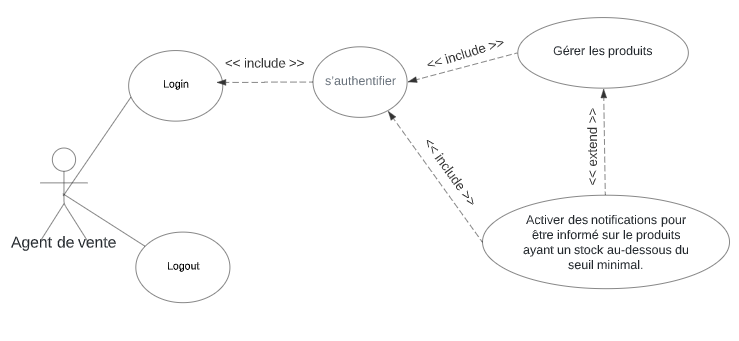 Gérer les produits
<< include >>
<< include >>
Login
s'authentifier
<< include >>
<< extend >>
Activer des notifications pour
être informé sur le produits
ayant un stock au-dessous du
seuil minimal.
Agent de vente
Logout